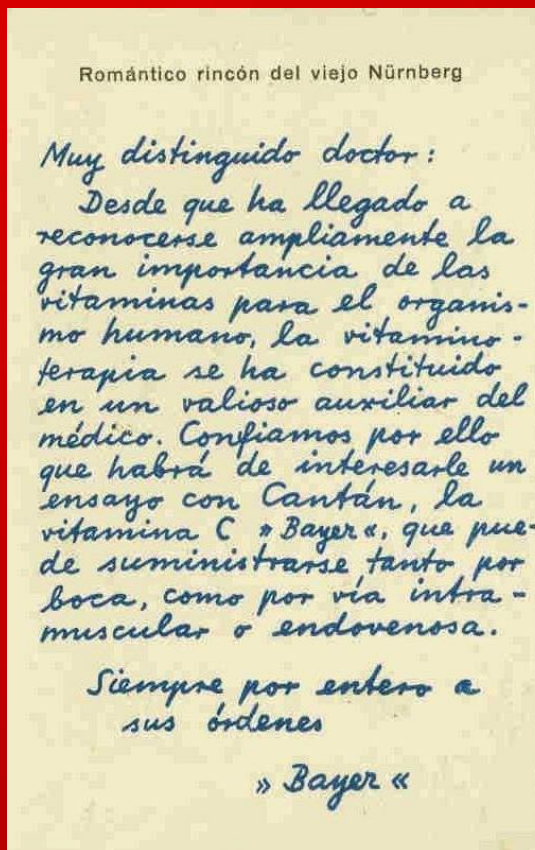 Romántico rincón del viejo Nürnberg
Muy distinguido doctor:
Desde que ha llegado a
reconocerse ampliamente la
gran importancia de las
vitaminas para el organis-
mo humano, la vitamino-
terapia se ha constituido
en un valioso auxiliar del
médico. Confiamos por ello
que habrá de interesarle un
ensayo con Cantán, la
vitamina C »Bayer«, que pue-
de suministrarse tanto por
boca, como por vía intra-
muscular o endovenosa.
Siempre por entero a
sus órdenes
»Bayer«